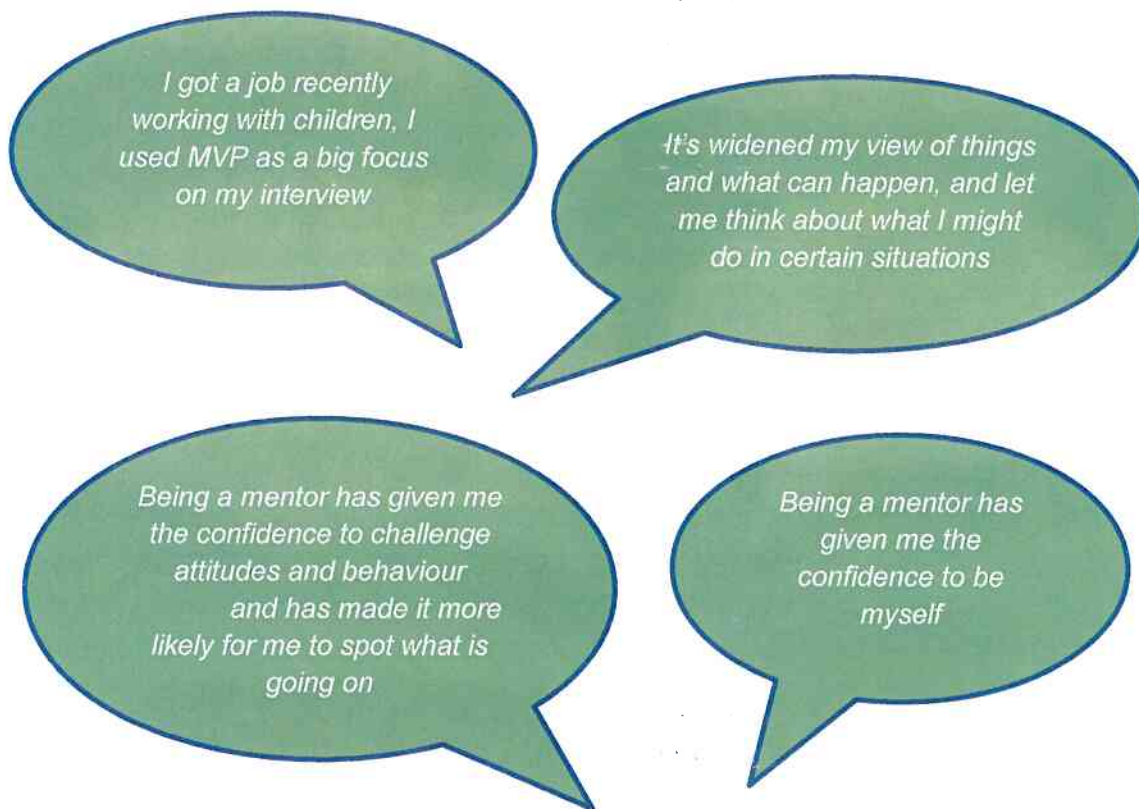 I got a job recently
working with children, I
used MVP as a big focus
on my interview
It's widened my view of things
and what can happen, and let
me think about what I might
do in certain situations
Being a mentor has given me
the confidence to challenge
attitudes and behaviour
and has made it more
likely for me to spot what is
going on
Being a mentor has
given me the
confidence to be
myself